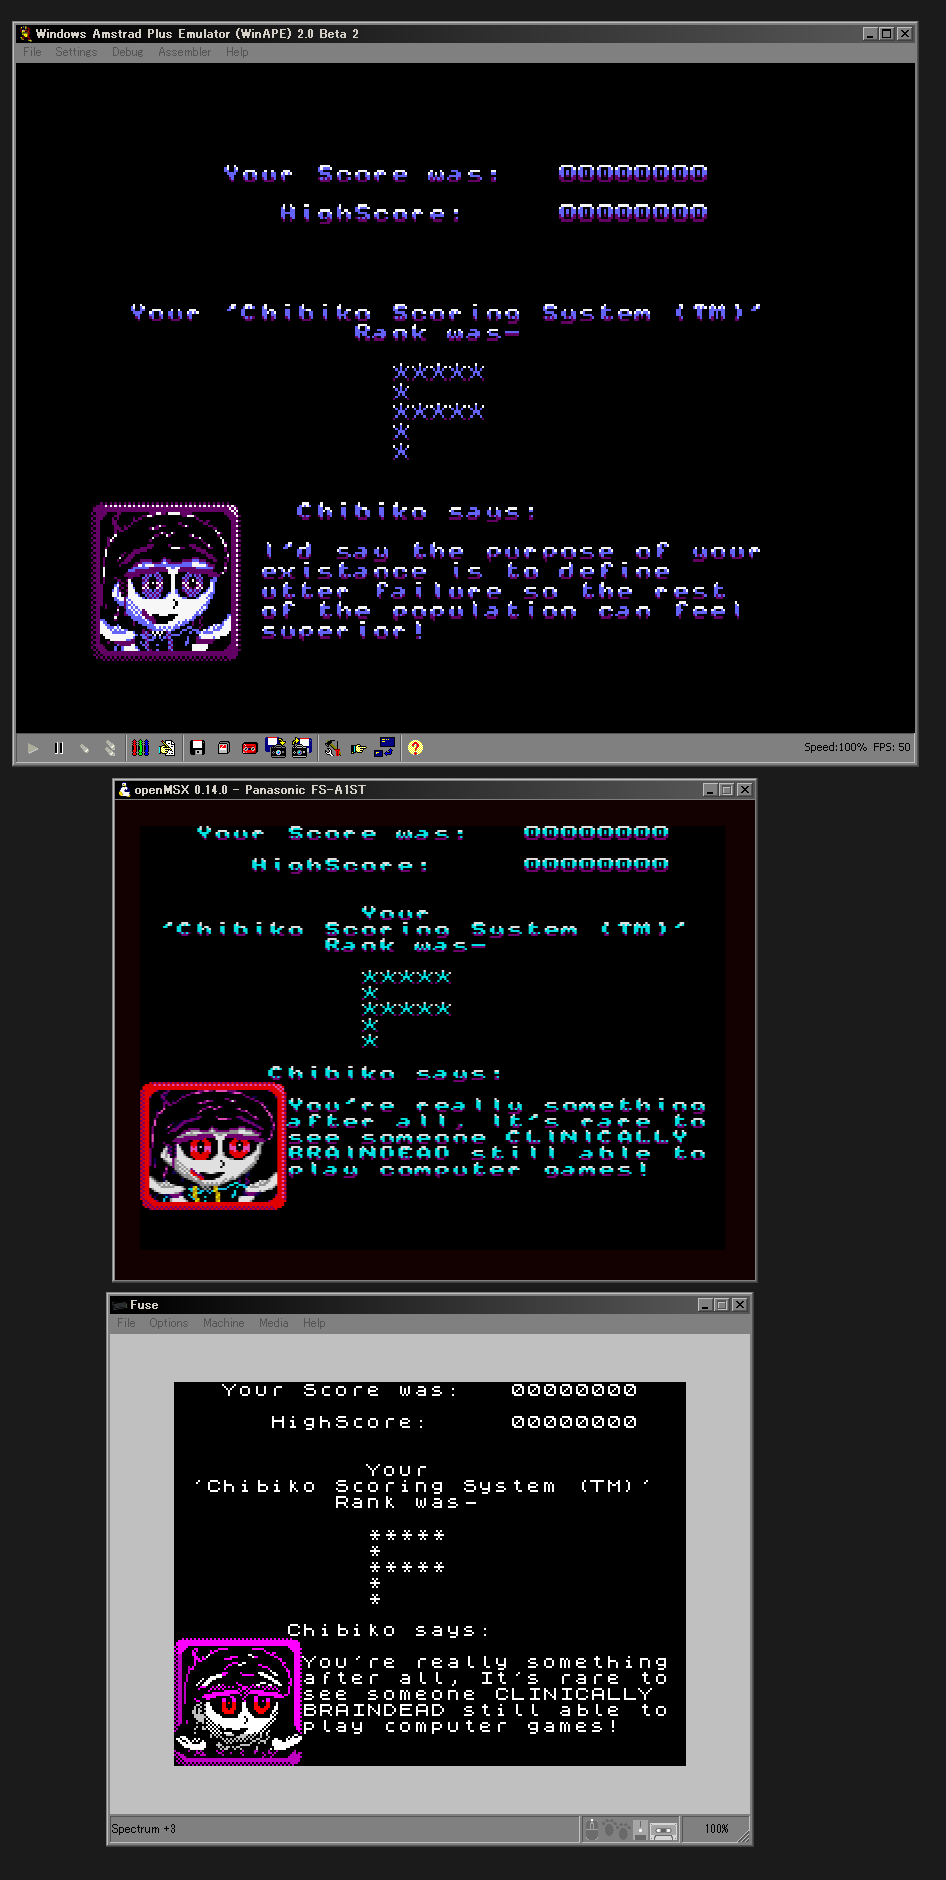 Windows Amstrad Plus Emulator (WinAPE) 2.0 Beta 2
File Settings Debug Assembler Help
Your Score was: 00000000
HighScore: 00000000
Your 'Chibiko Scoring System (TM)'
Rank was-
*****
*
*****
*
*
Chibiko says:
I'd say the purpose of your
existance is to define
utter failure so the rest
of the population can feel
superior!
Speed:100% FPS: 50
openMSX 0.14.0 - Panasonic FS-A1ST
Your Score was: 00000000
HighScore: 00000000
Your
'Chibiko Scoring System (TM)'
Rank was-
*****
*
*****
*
*
Chibiko says:
You're really something
after all, It's rare to
see someone CLINICALLY
BRAINDEAD still able to
play computer games!
Fuse
File Options Machine Media Help
Your Score was: 00000000
HighScore: 00000000
Your
'Chibiko Scoring System (TM)'
Rank was-
*****
*
*****
*
*
Chibiko says:
You're really something
after all, It's rare to
see someone CLINICALLY
BRAINDEAD still able to
play computer games!
Spectrum +3
100%